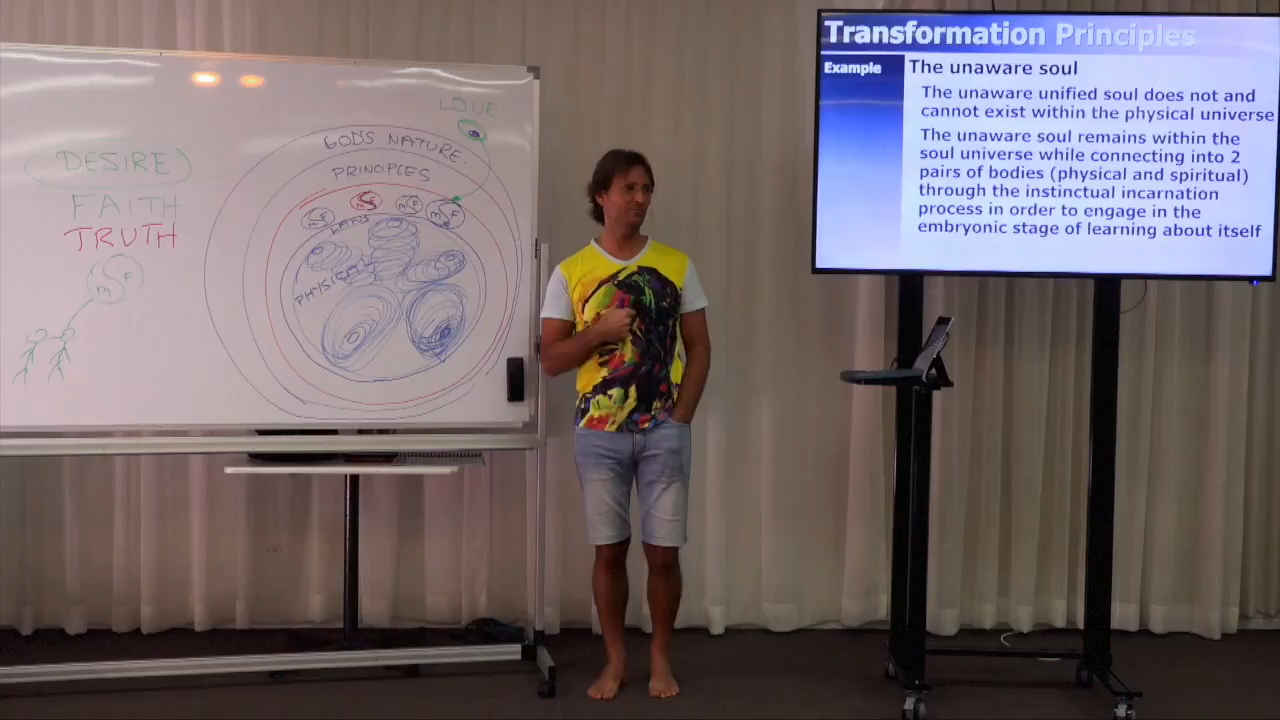 DESIRE
FAITH
TRUTH
M F
LOVE
GOD'S NATURE.
PRINCIPLES
LAWS
PHYSICAL
Transformation Principles
Example
The unaware soul
The unaware unified soul does not and
cannot exist within the physical universe
The unaware soul remains within the
soul universe while connecting into 2
pairs of bodies (physical and spiritual)
through the instinctual incarnation
process in order to engage in the
embryonic stage of learning about itself